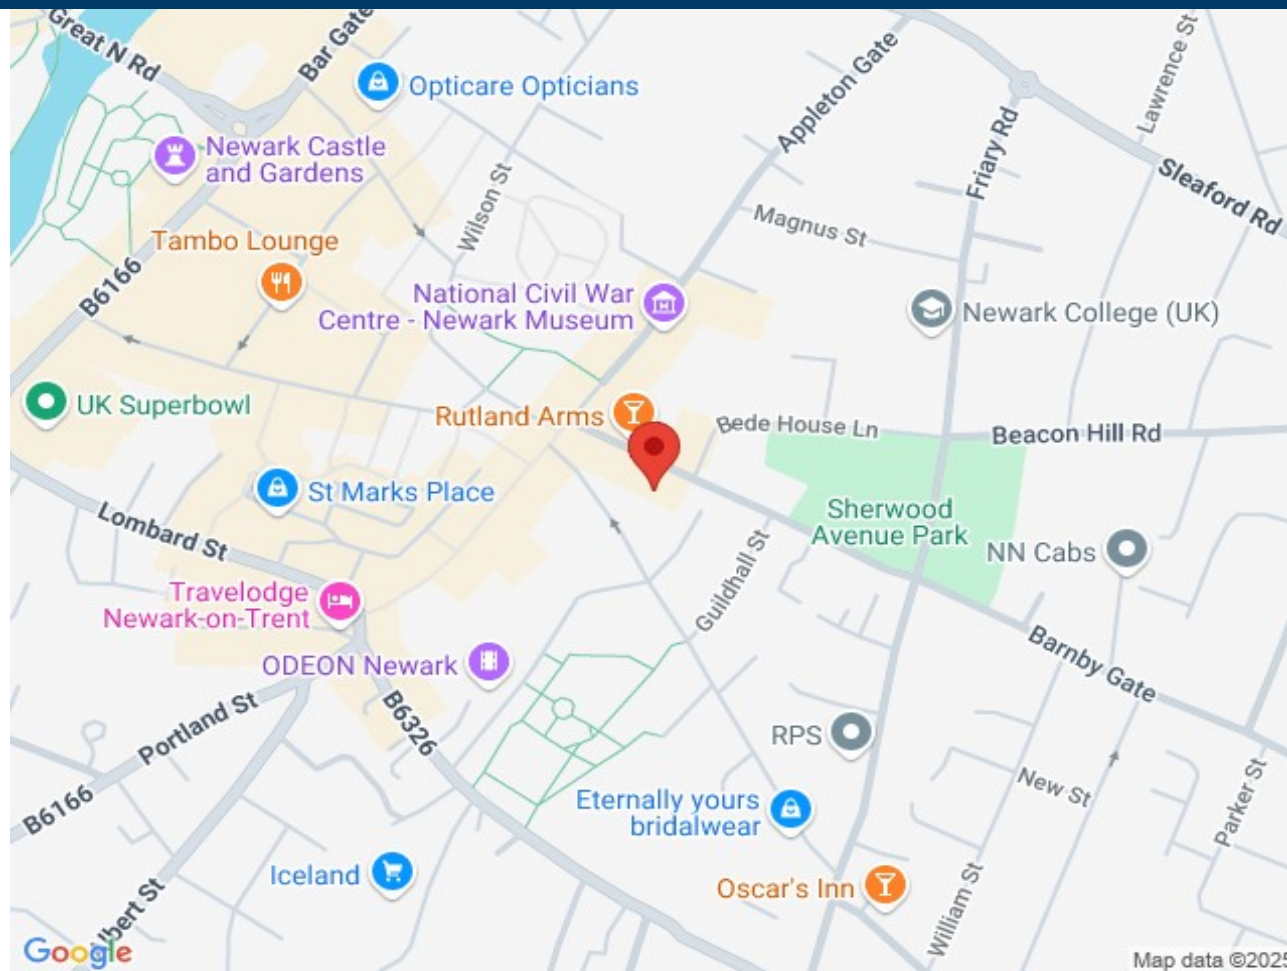 Great N Rd
Bar Gate
Opticare Opticians
Appleton Gate
Lawrence St
Newark Castle
and Gardens
Wilson St
Friary Rd
Sleaford Rd
Tambo Lounge
Magnus St
B6166
National Civil War
Centre - Newark Museum
Newark College (UK)
UK Superbowl
Rutland Arms
Bede House Ln
Beacon Hill Rd
St Marks Place
Sherwood
Avenue Park
Lombard St
NN Cabs
Travelodge
Newark-on-Trent
Guildhall St
ODEON Newark
Barnby Gate
Portland St
B6326
RPS
New St
B6166
Eternally yours
bridalwear
Parker St
Iceland
Oscar's Inn
lbert St
William St
Google
Map data ©202